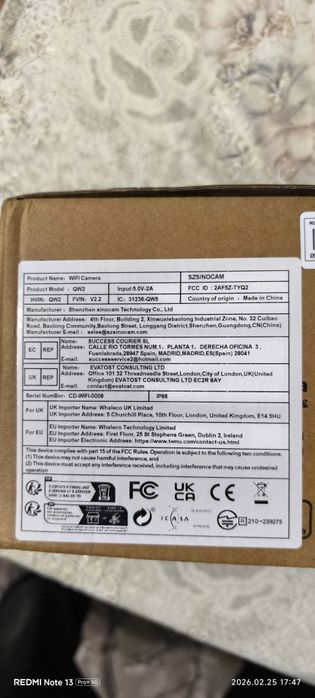 Product Name: WIFI Camera SZSINOCAM
Product Model: QW2 Input:5.0V-2A FCC ID: 2AF5Z-TYQ2
HVIN: QW2 FVIN: V2.2 IC: 31236-QW5 Country of origin: Made in China
Manufacturer: Shenzhen sinocam Technology Co., Ltd
Manufacturer Address: 4th Floor, Building 2, Xinwuxiebaolong Industrial Zone, No. 32 Cuiban
Road, Baolong Community,Baolong Street, Longgang District,Shenzhen,Guangdong,CN(China)
Manufacturer E-mail: sales@szsinocam.com
EC REP
Name: SUCCESS COURIER SL
Address: CALLE RIO TORMES NUM.1- PLANTA 1, DERECHA OFICINA 3,
Fuenlabrada,28947 Spain, MADRID,MADRID,ES(Spain) 28041
E-mail: successservice2@hotmail.com
UK REP
Name: EVATOST CONSULTING LTD
Address: Office 101 32 Threadneedle Street,London,City of London,UK(United
Kingdom) EVATOST CONSULTING LTD EC2R 8AY
E-mail: contact@evatost.com
Serial Number: CD-WIFI-0008 IP66
For UK
UK Importer Name: Whaleco UK Limited
UK Importer Address: 5 Churchill Place, 10th Floor, London, United Kingdom, E14 5HU
For EU
EU Importer Name: Whaleco Technology Limited
EU Importer Address: First Floor, 25 St Stephens Green, Dublin 2, Ireland
EU Importer Electronic Address: https://www.temu.com/contact-us.html
This device complies with part 15 of the FCC Rules. Operation is subject to the following two conditions:
(1) This device may not cause harmful interference, and
(2) This device must accept any interference received, including interference that may cause undesired
operation
FC UK CA CE
ICASA
R 210-239075
REDMI Note 13 Pro+ 5G 2026.02.25 17:47